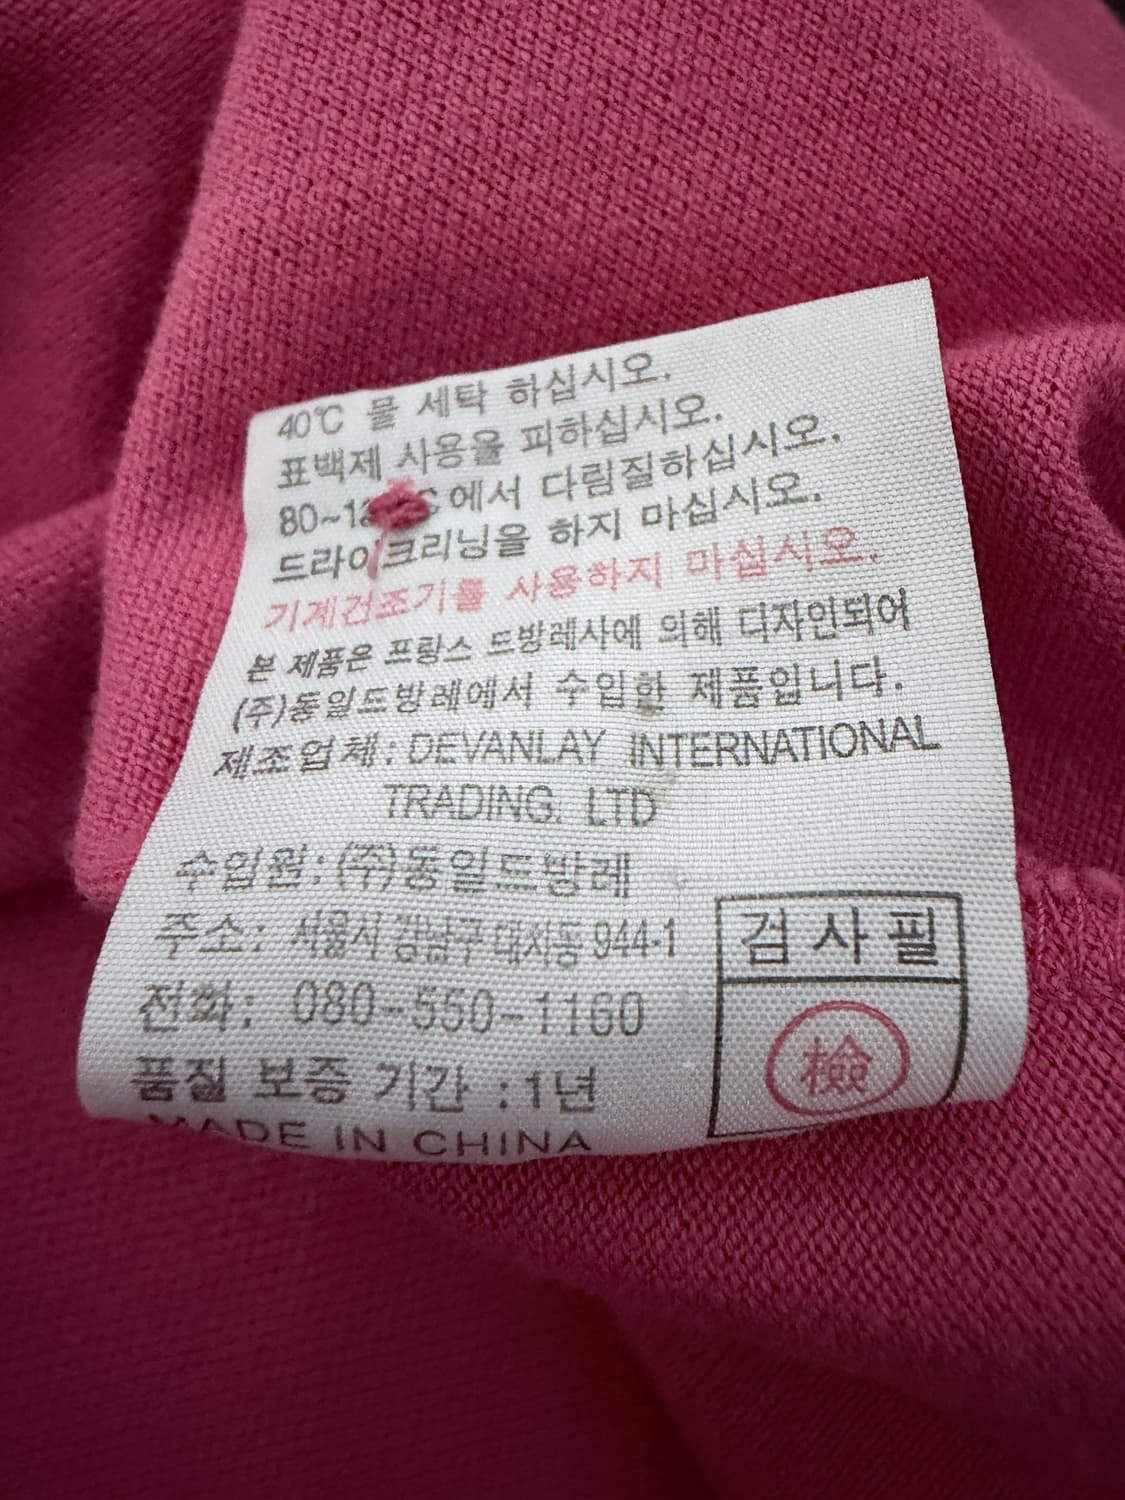 40℃ 물 세탁 하십시오.
표백제 사용을 피하십시오.
에서 다림질하십시오.
드라이크리닝을 하지 마십시오.
기계건조기를 사용하지 마십시오.
본 제품은 프랑스 드방레사에 의해 디자인되어
(주)동일드방레에서 수입한 제품입니다.
제조업체: DEVANLAY INTERNATIONAL
TRADING. LTD
수입원: (주)동일드방레
주소: 서울시 강남구 대치동 944-1
전화: 080-550-1160
품질 보증 기간 : 1년
MADE IN CHINA
검사필
檢